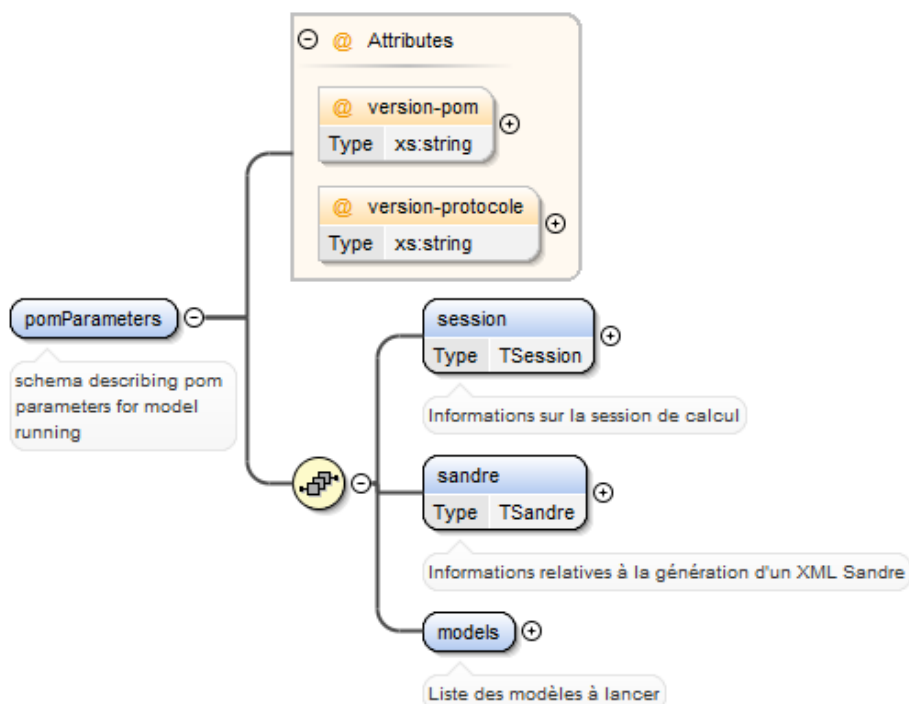 @ Attributes
@ version-pom
Type xs:string
@ version-protocole
Type xs:string
pomParameters
schema describing pom
parameters for model
running
session
Type TSession
Informations sur la session de calcul
sandre
Type TSandre
Informations relatives à la génération d'un XML Sandre
models
Liste des modèles à lancer